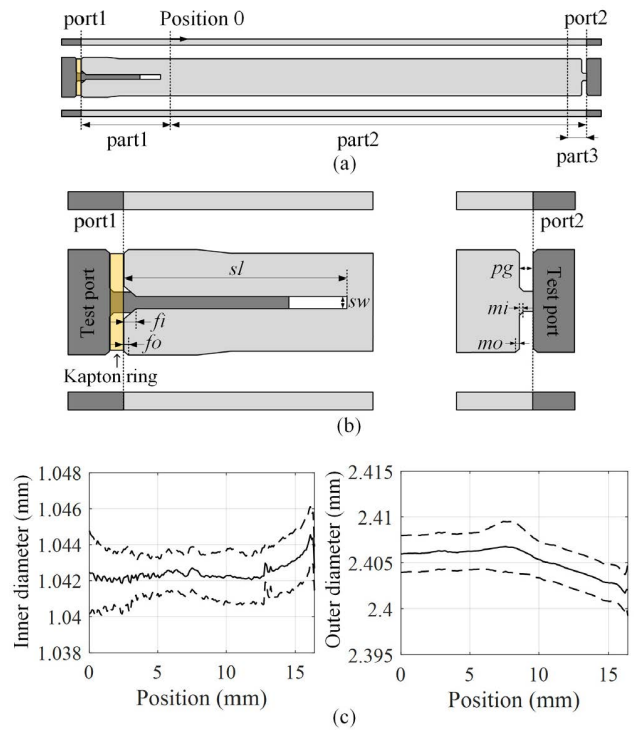 port1 Position 0 port2
part1 part2
part3
(a)
port1 port2
Test port sl sw pg Test port
fi mi
fo mo
Kapton ring
(b)
Inner diameter (mm)
1.048
1.046
1.044
1.042
1.04
1.038
0 5 10 15
Position (mm)
Outer diameter (mm)
2.415
2.41
2.405
2.4
2.395
0 5 10 15
Position (mm)
(c)